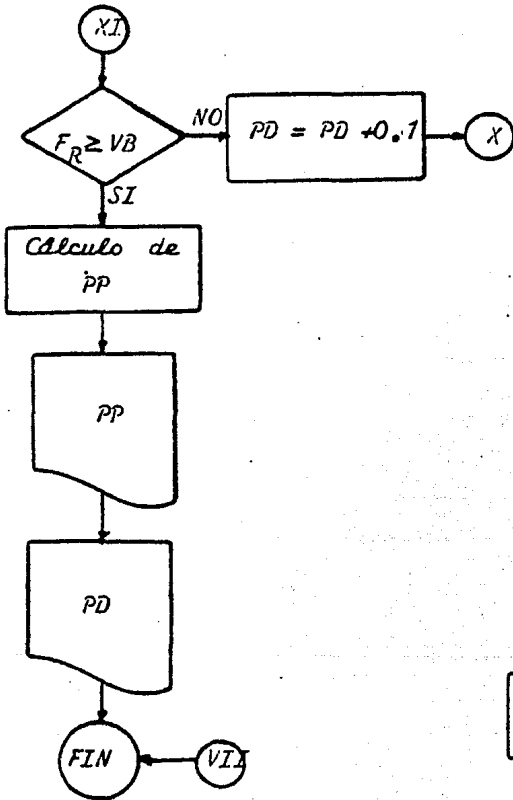 XI
F_R ≥ VB
NO
PD = PD +0.1
X
SI
Cálculo de
PP
PP
PD
FIN
VII